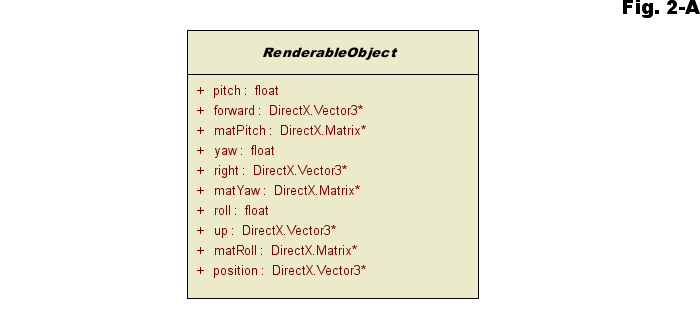 Fig. 2-A
RenderableObject
+ pitch : float
+ forward : DirectX.Vector3*
+ matPitch : DirectX.Matrix*
+ yaw : float
+ right : DirectX.Vector3*
+ matYaw : DirectX.Matrix*
+ roll : float
+ up : DirectX.Vector3*
+ matRoll : DirectX.Matrix*
+ position : DirectX.Vector3*